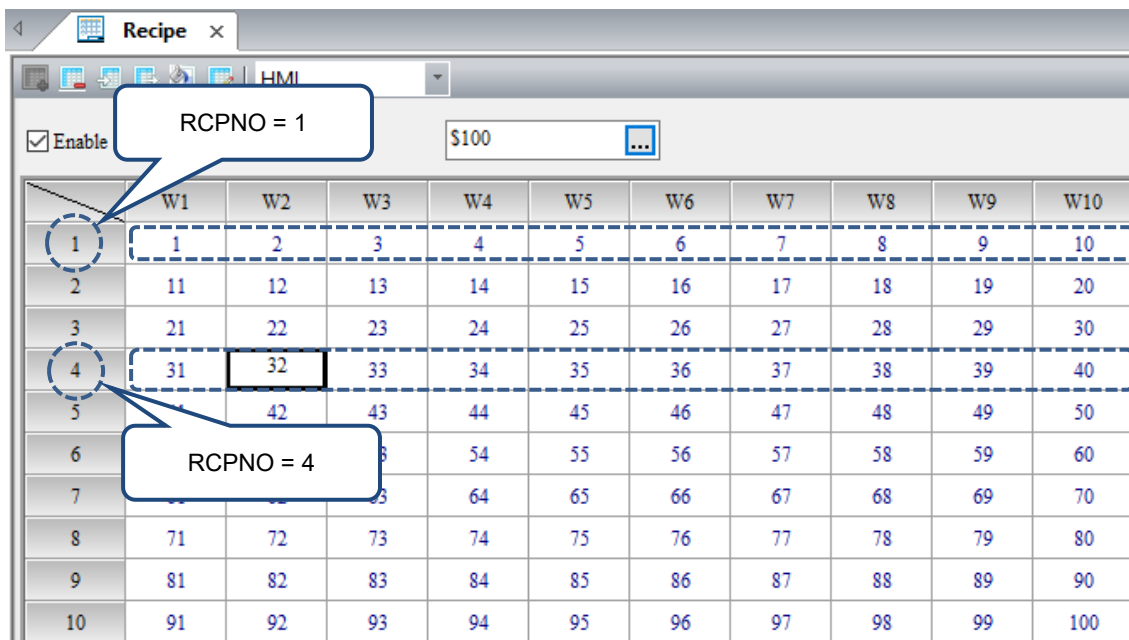 Recipe
HMI
RCPNO = 1
Enable
$100
W1 W2 W3 W4 W5 W6 W7 W8 W9 W10
1 1 2 3 4 5 6 7 8 9 10
2 11 12 13 14 15 16 17 18 19 20
3 21 22 23 24 25 26 27 28 29 30
4 31 32 33 34 35 36 37 38 39 40
5 42 43 44 45 46 47 48 49 50
6 54 55 56 57 58 59 60
RCPNO = 4
7 64 65 66 67 68 69 70
8 71 72 73 74 75 76 77 78 79 80
9 81 82 83 84 85 86 87 88 89 90
10 91 92 93 94 95 96 97 98 99 100